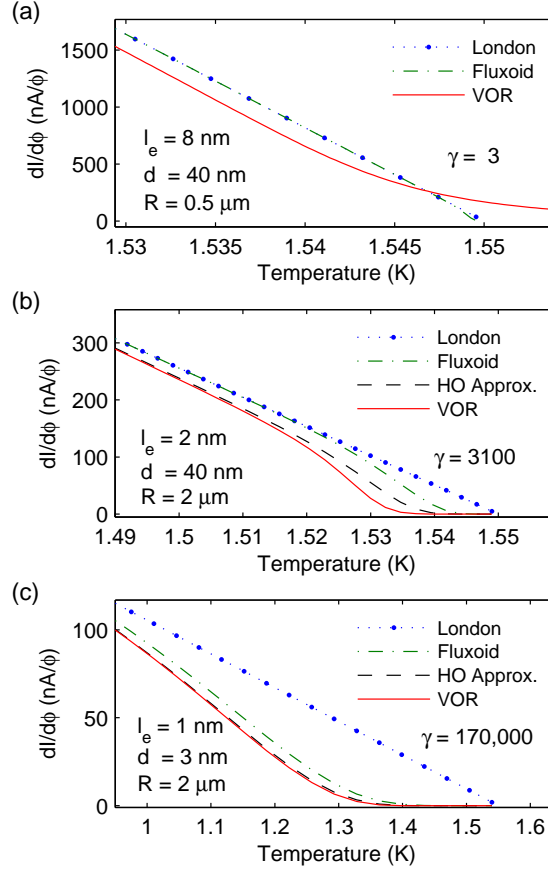 (a)
dI/dϕ (nA/ϕ)
1500
1000
500
0
London
Fluxoid
VOR
l_e = 8 nm
d = 40 nm
R = 0.5 μm
γ = 3
1.53 1.535 1.54 1.545 1.55
Temperature (K)
(b)
dI/dϕ (nA/ϕ)
300
200
100
0
London
Fluxoid
HO Approx.
VOR
l_e = 2 nm
d = 40 nm
R = 2 μm
γ = 3100
1.49 1.5 1.51 1.52 1.53 1.54 1.55
Temperature (K)
(c)
dI/dϕ (nA/ϕ)
100
50
0
London
Fluxoid
HO Approx.
VOR
l_e = 1 nm
d = 3 nm
R = 2 μm
γ = 170,000
1 1.1 1.2 1.3 1.4 1.5 1.6
Temperature (K)